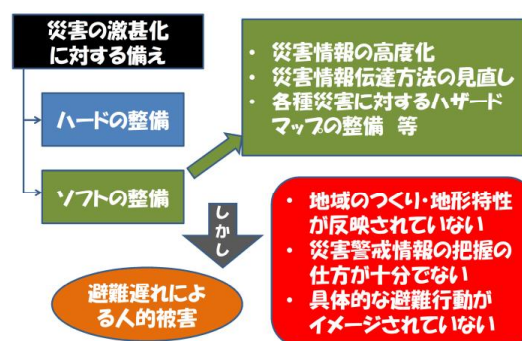 災害の激甚化
に対する備え
ハードの整備
ソフトの整備
・ 災害情報の高度化
・ 災害情報伝達方法の見直し
・ 各種災害に対するハザード
マップの整備 等
しかし
避難遅れによ
る人的被害
・ 地域のつくり・地形特性
が反映されていない
・ 災害警戒情報の把握の
仕方が十分でない
・ 具体的な避難行動が
イメージされていない